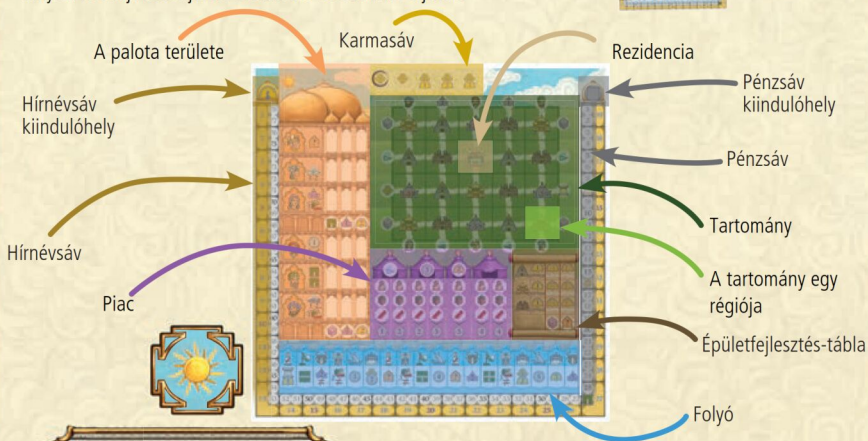 A palota területe
Karmasáv
Rezidencia
Hírnévsáv
kiindulóhely
Pénzsáv
kiindulóhely
Pénzsáv
Tartomány
Hírnévsáv
Piac
A tartomány egy
régiója
Épületfejlesztés-tábla
Folyó